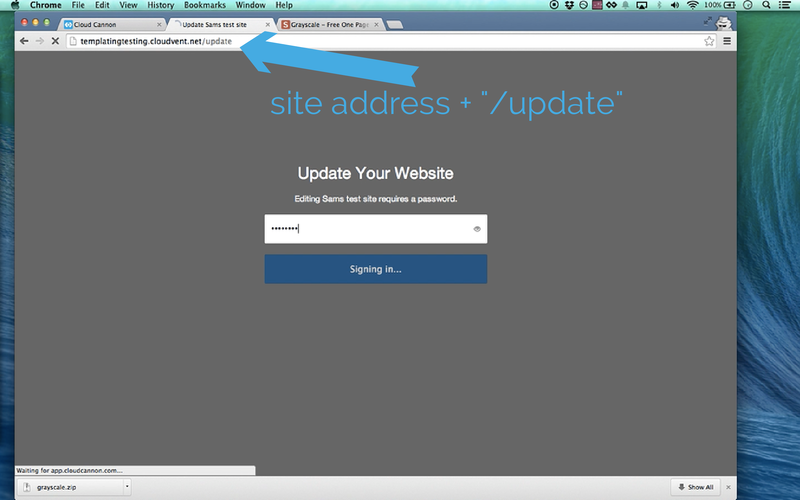 Chrome File Edit View History Bookmarks Window Help 100%
Cloud Cannon Update Sams test site Grayscale - Free One Page
templatingtesting.cloudvent.net/update
site address + "/update"
Update Your Website
Editing Sams test site requires a password.
Signing in...
Waiting for app.cloudcannon.com...
grayscale.zip Show All